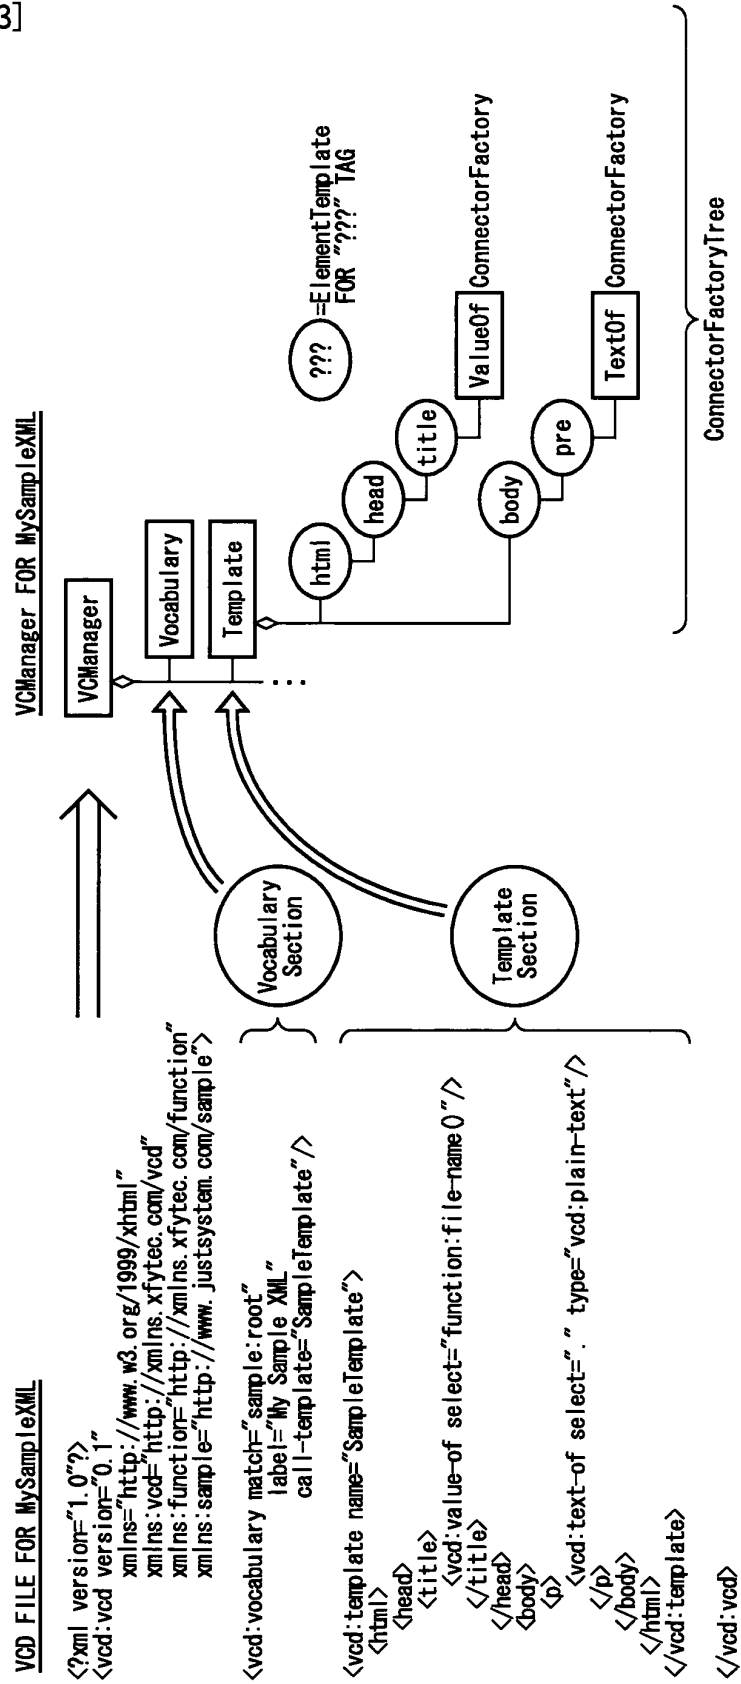 3]
VCD FILE FOR MySampleXML
<?xml version="1.0"?>
<vcd:vcd version="0.1"
xmlns="http://www.w3.org/1999/xhtml"
xmlns:vcd="http://xmlns.xfytec.com/vcd"
xmlns:function="http://xmlns.xfytec.com/function"
xmlns:sample="http://www.justsystem.com/sample">
<vcd:vocabulary match="sample:root"
label="My Sample XML"
call-template="SampleTemplate"/>
<vcd:template name="SampleTemplate">
<html>
<head>
<title>
<vcd:value-of select="function:file-name()"/>
</title>
</head>
<body>
<p>
<vcd:text-of select="." type="vcd:plain-text"/>
</p>
</body>
</html>
</vcd:template>
</vcd:vcd>
Vocabulary
Section
Template
Section
VCManager FOR MySampleXML
VCManager
Vocabulary
Template
...
html
head
title
ValueOf ConnectorFactory
body
pre
TextOf ConnectorFactory
??? =ElementTemplate
FOR "???" TAG
ConnectorFactoryTree